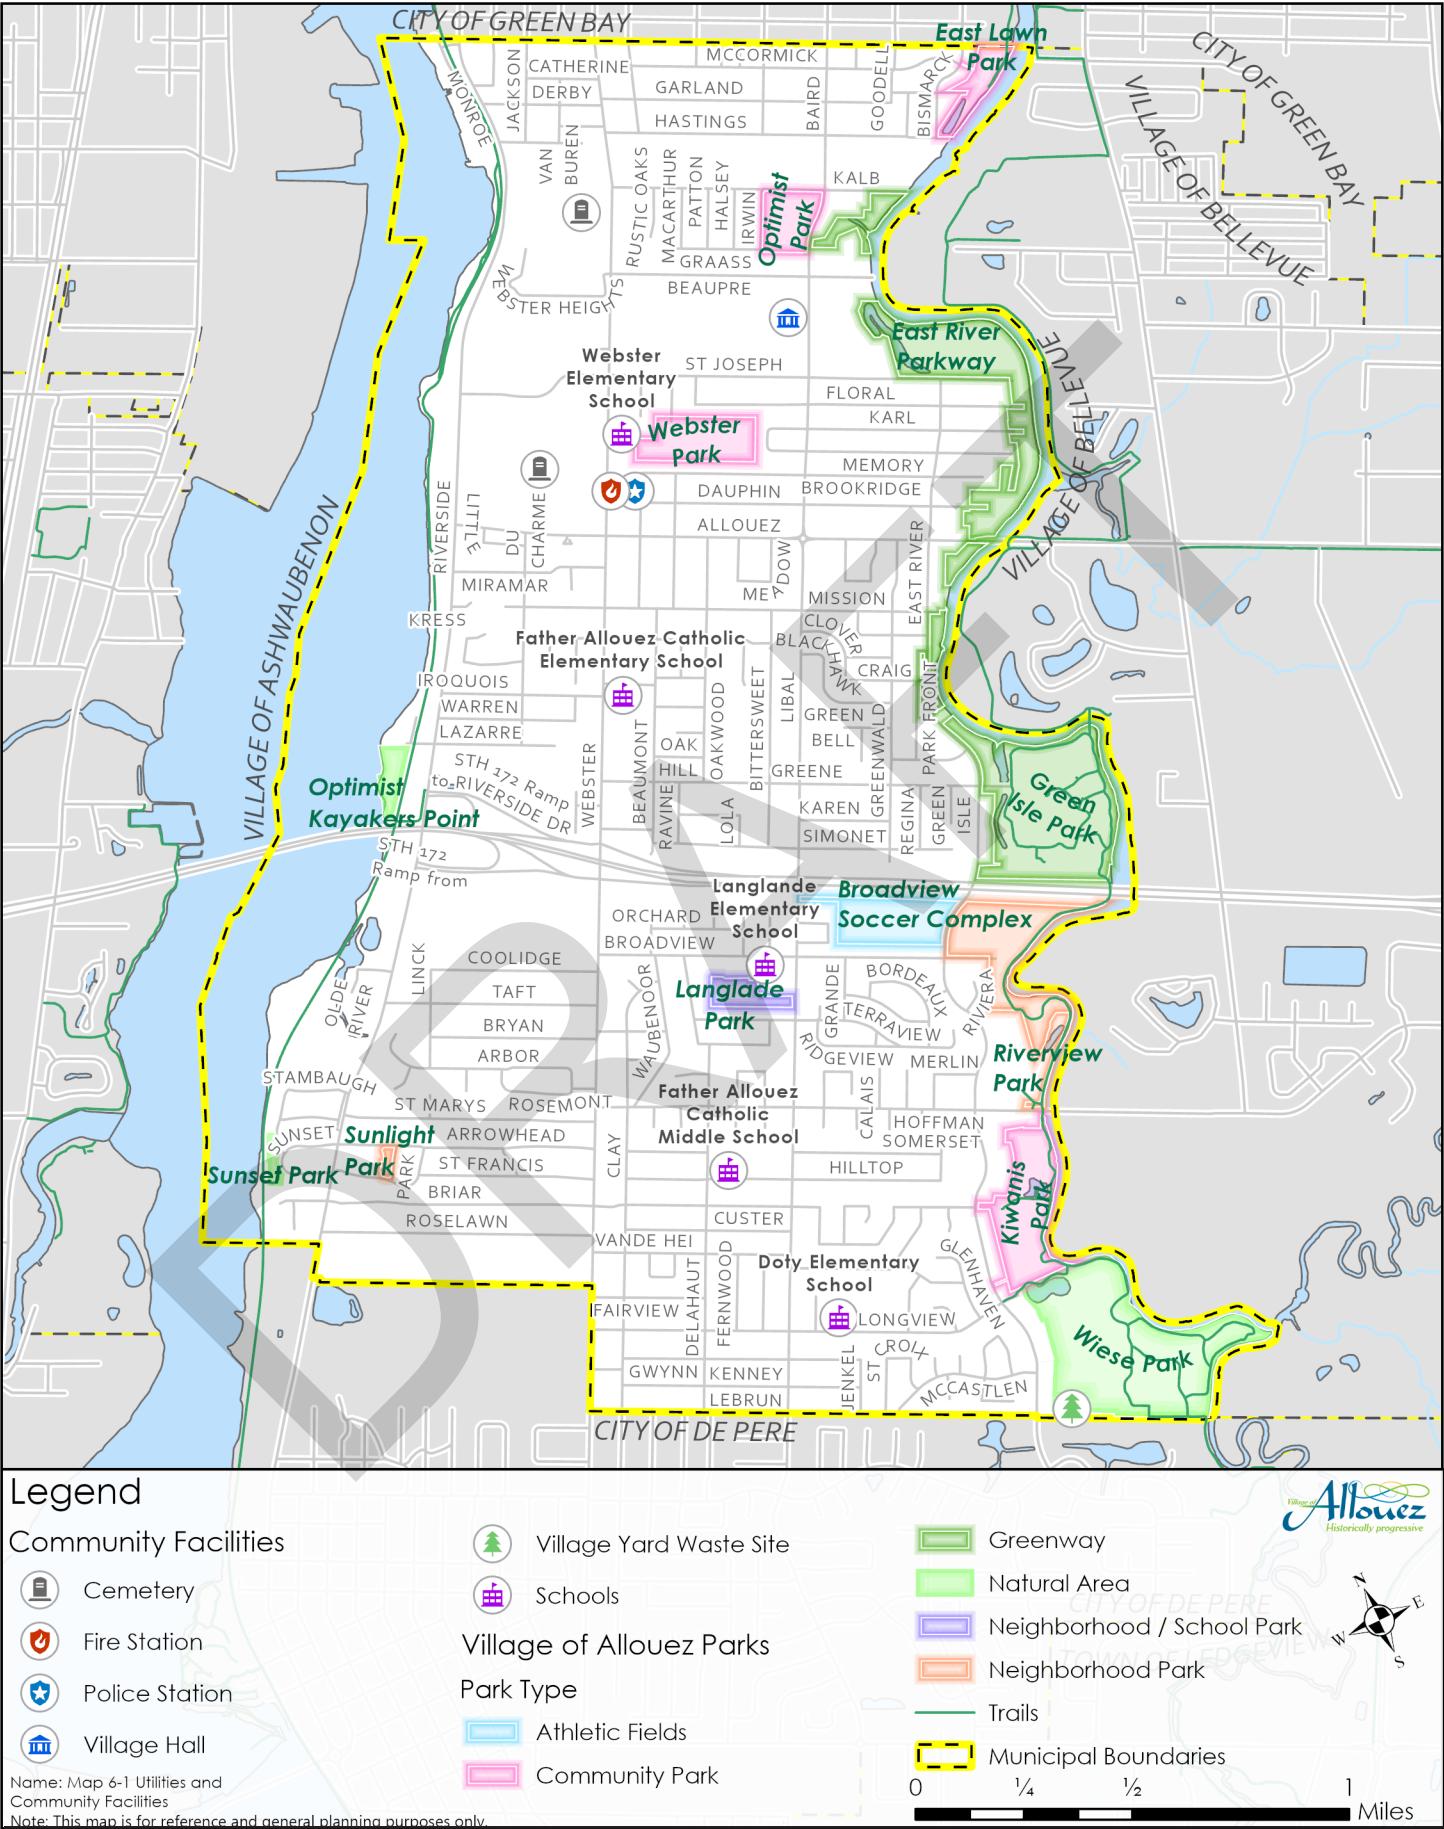 CITY OF GREEN BAY
East Lawn
Park
CITY OF GREEN BAY
VILLAGE OF BELLEVUE
MCCORMICK
CATHERINE
JACKSON
MONROE
DERBY
GARLAND
BAIRD
GOODELL
BISMARCK
HASTINGS
VAN
BUREN
RUSTIC OAKS
MACARTHUR
PATTON
HALSEY
IRWIN
Optimist
Park
KALB
GRAASS
BEAUPRE
WEBSTER HEIGHTS
East River
Parkway
VILLAGE OF BELLEVUE
Webster
Elementary
School
ST JOSEPH
FLORAL
KARL
Webster
Park
MEMORY
DAUPHIN
BROOKRIDGE
ALLOUEZ
RIVERSIDE
LITTLE
DU
CHARME
EAST RIVER
MEADOW
MIRAMAR
MISSION
KRESS
CLOVER
BLACKHAWK
CRAIG
VILLAGE OF ASHWAUBENON
Father Allouez Catholic
Elementary School
IROQUOIS
WARREN
LAZARRE
OAKWOOD
BITTERSWEET
LIBAL
GREEN
BELL
GREENWALD
PARK FRONT
OAK
HILL
GREENE
STH 172 Ramp
to RIVERSIDE DR
WEBSTER
BEAUMONT
RAVINE
LOLA
KAREN
SIMONET
REGINA
GREEN
ISLE
Green
Isle Park
Optimist
Kayakers Point
STH 172
Ramp from
Langlande
Elementary
School
Broadview
Soccer Complex
ORCHARD
BROADVIEW
COOLIDGE
LINCK
TAFT
BRYAN
ARBOR
OLDE
RIVER
WAUBENOOR
Langlade
Park
GRANDE
BORDEAUX
TERRAVIEW
RIVIERA
RIDGEVIEW
MERLIN
Riverview
Park
STAMBAUGH
ST MARYS
ROSEMONT
Father Allouez
Catholic
Middle School
CALAIS
HOFFMAN
SOMERSET
HILLTOP
SUNSET
Sunlight
Park
ARROWHEAD
Sunset Park
PARK
ST FRANCIS
BRIAR
ROSELAWN
CLAY
Kiwanis
Park
CUSTER
VANDE HEI
Doty Elementary
School
GLENHAVEN
FAIRVIEW
DELAHAUT
FERNWOOD
LONGVIEW
Wiese Park
GWYNN
KENNEY
LEBRUN
JENKEL
ST
CROIX
MCCASTLEN
CITY OF DE PERE
DRAFT
Legend
Community Facilities
Cemetery
Fire Station
Police Station
Village Hall
Name: Map 6-1 Utilities and
Community Facilities
Note: This map is for reference and general planning purposes only.
Village Yard Waste Site
Schools
Village of Allouez Parks
Park Type
Athletic Fields
Community Park
Greenway
Natural Area
Neighborhood / School Park
Neighborhood Park
Trails
Municipal Boundaries
CITY OF DE PERE
TOWN OF LEDGEVIEW
Village of
Allouez
Historically progressive
N
E
W
S
0 ¼ ½ 1
Miles